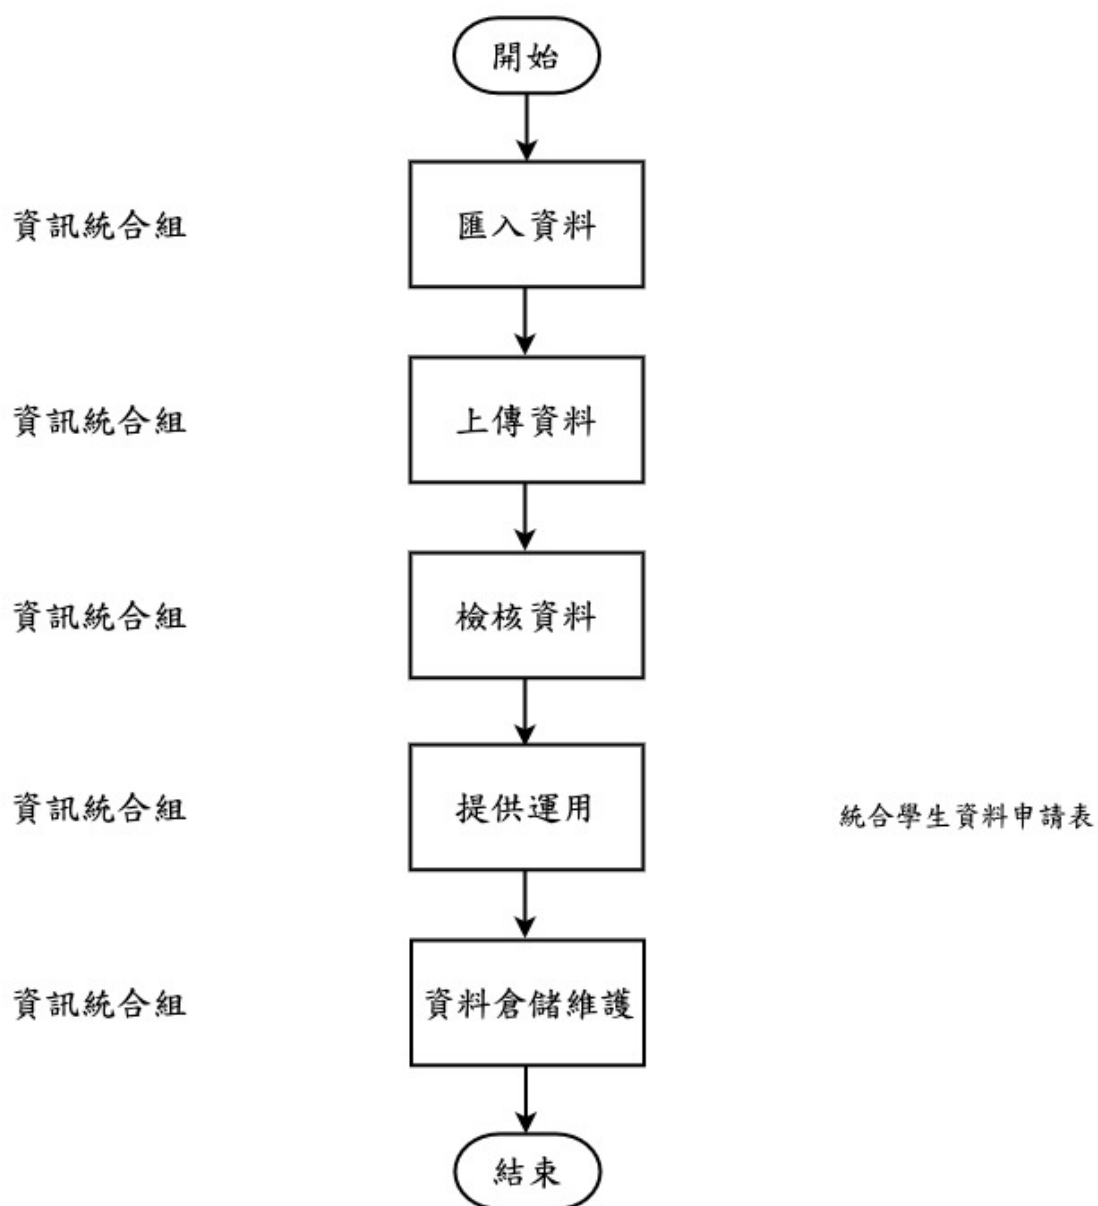 開始
資訊統合組
匯入資料
資訊統合組
上傳資料
資訊統合組
檢核資料
資訊統合組
提供運用
統合學生資料申請表
資訊統合組
資料倉儲維護
結束